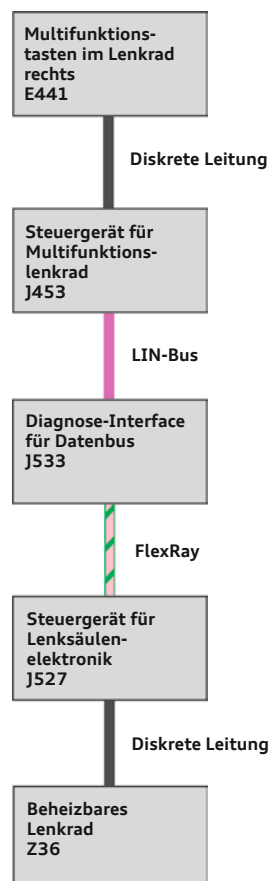 Multifunktions-
tasten im Lenkrad
rechts
E441
Diskrete Leitung
Steuergerät für
Multifunktions-
lenkrad
J453
LIN-Bus
Diagnose-Interface
für Datenbus
J533
FlexRay
Steuergerät für
Lenksäulen-
elektronik
J527
Diskrete Leitung
Beheizbares
Lenkrad
Z36